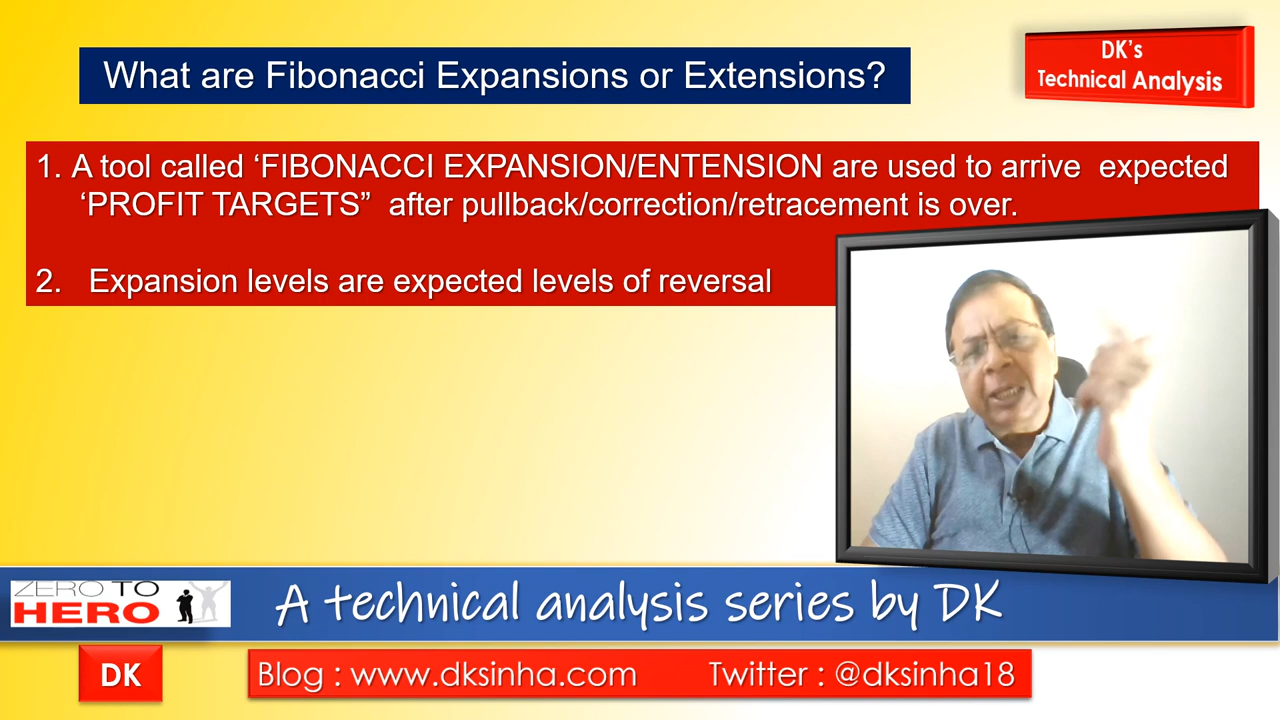 What are Fibonacci Expansions or Extensions?
DK's
Technical Analysis
1. A tool called ‘FIBONACCI EXPANSION/ENTENSION are used to arrive expected
‘PROFIT TARGETS” after pullback/correction/retracement is over.
2. Expansion levels are expected levels of reversal
ZERO TO
HERO
A technical analysis series by DK
DK
Blog : www.dksinha.com Twitter : @dksinha18